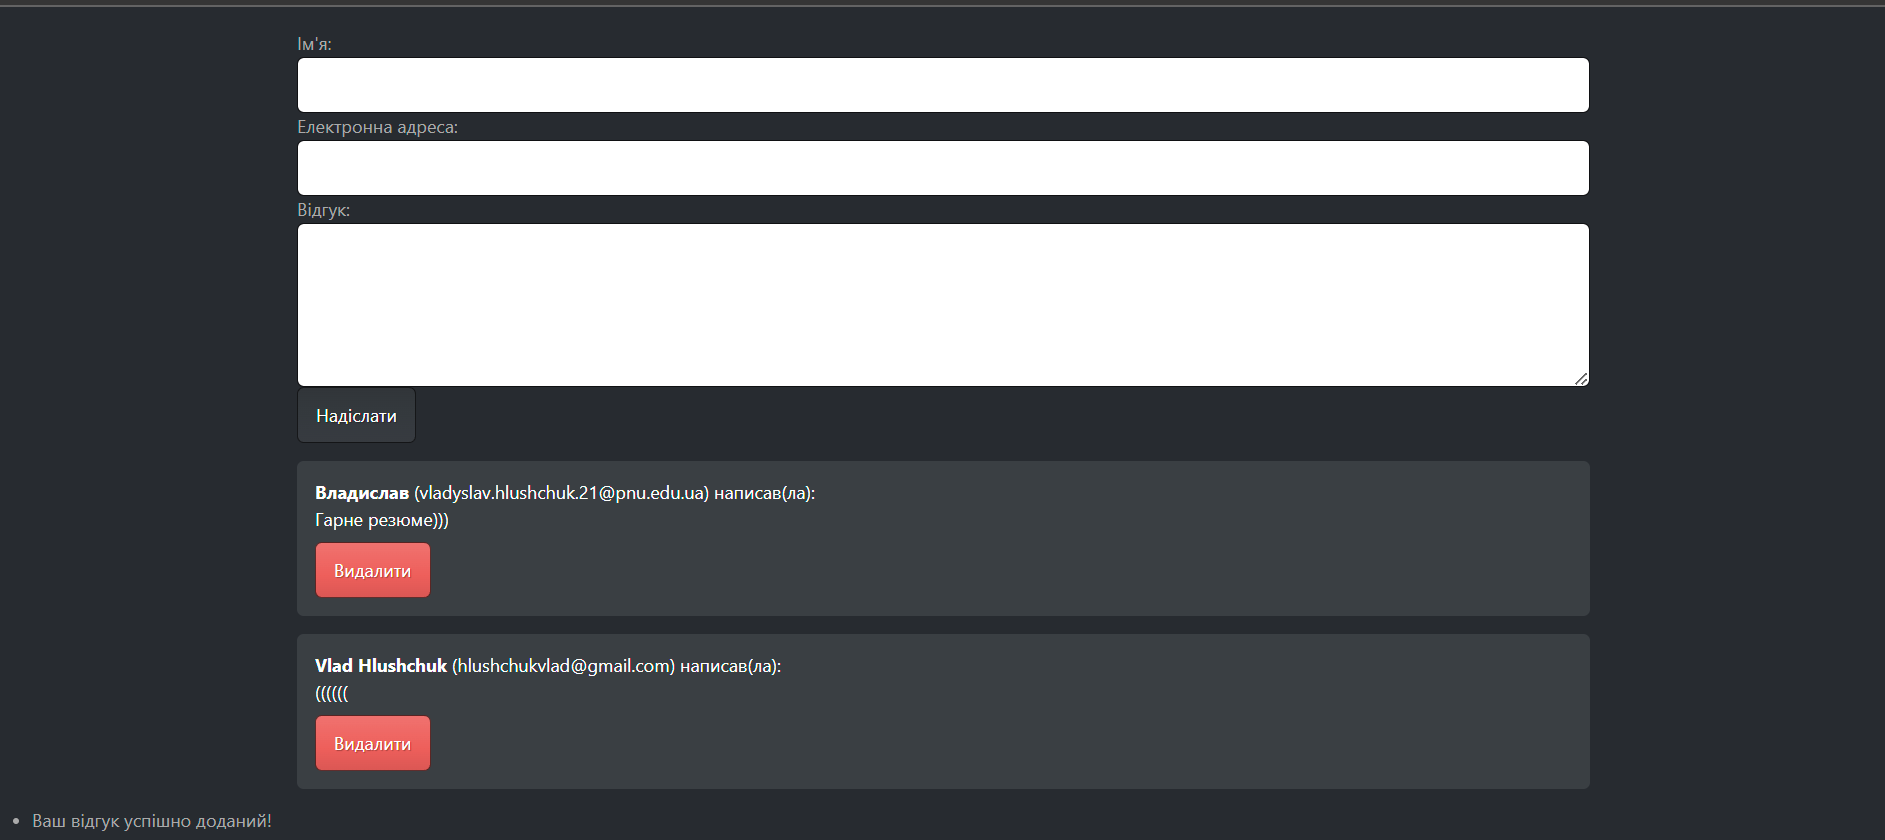 Ім'я:
Електронна адреса:
Відгук:
Надіслати
Владислав (vladyslav.hlushchuk.21@pnu.edu.ua) написав(ла):
Гарне резюме)))
Видалити
Vlad Hlushchuk (hlushchukvlad@gmail.com) написав(ла):
((((((
Видалити
• Ваш відгук успішно доданий!